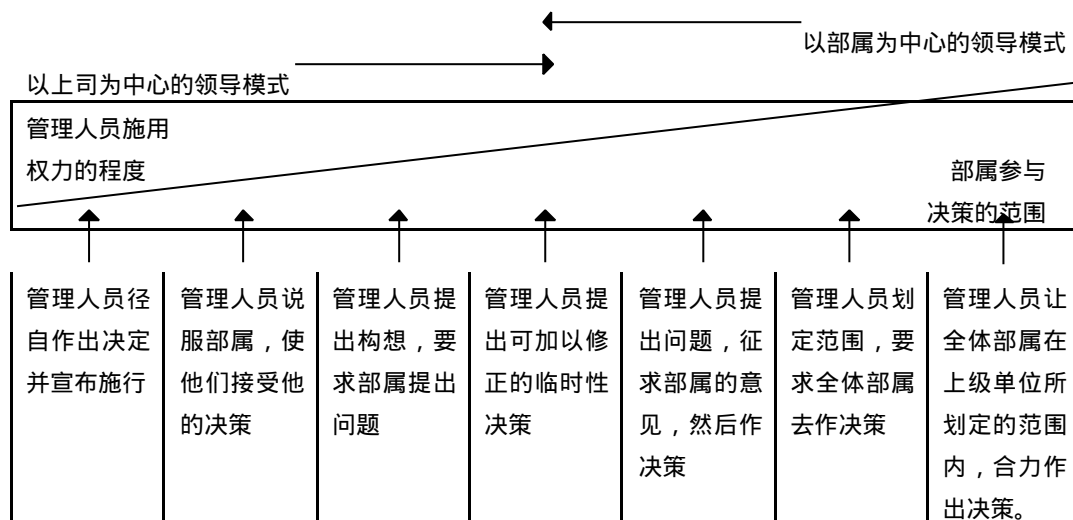 以部属为中心的领导模式
以上司为中心的领导模式
管理人员施用
权力的程度
部属参与
决策的范围
管理人员径
自作出决定
并宣布施行
管理人员说
服部属，使
他们接受他
的决策
管理人员提
出构想，要
求部属提出
问题
管理人员提
出可加以修
正的临时性
决策
管理人员提
出问题，征
求部属的意
见，然后作
决策
管理人员划
定范围，要
求全体部属
去作决策
管理人员让
全体部属在
上级单位所
划定的范围
内，合力作
出决策。